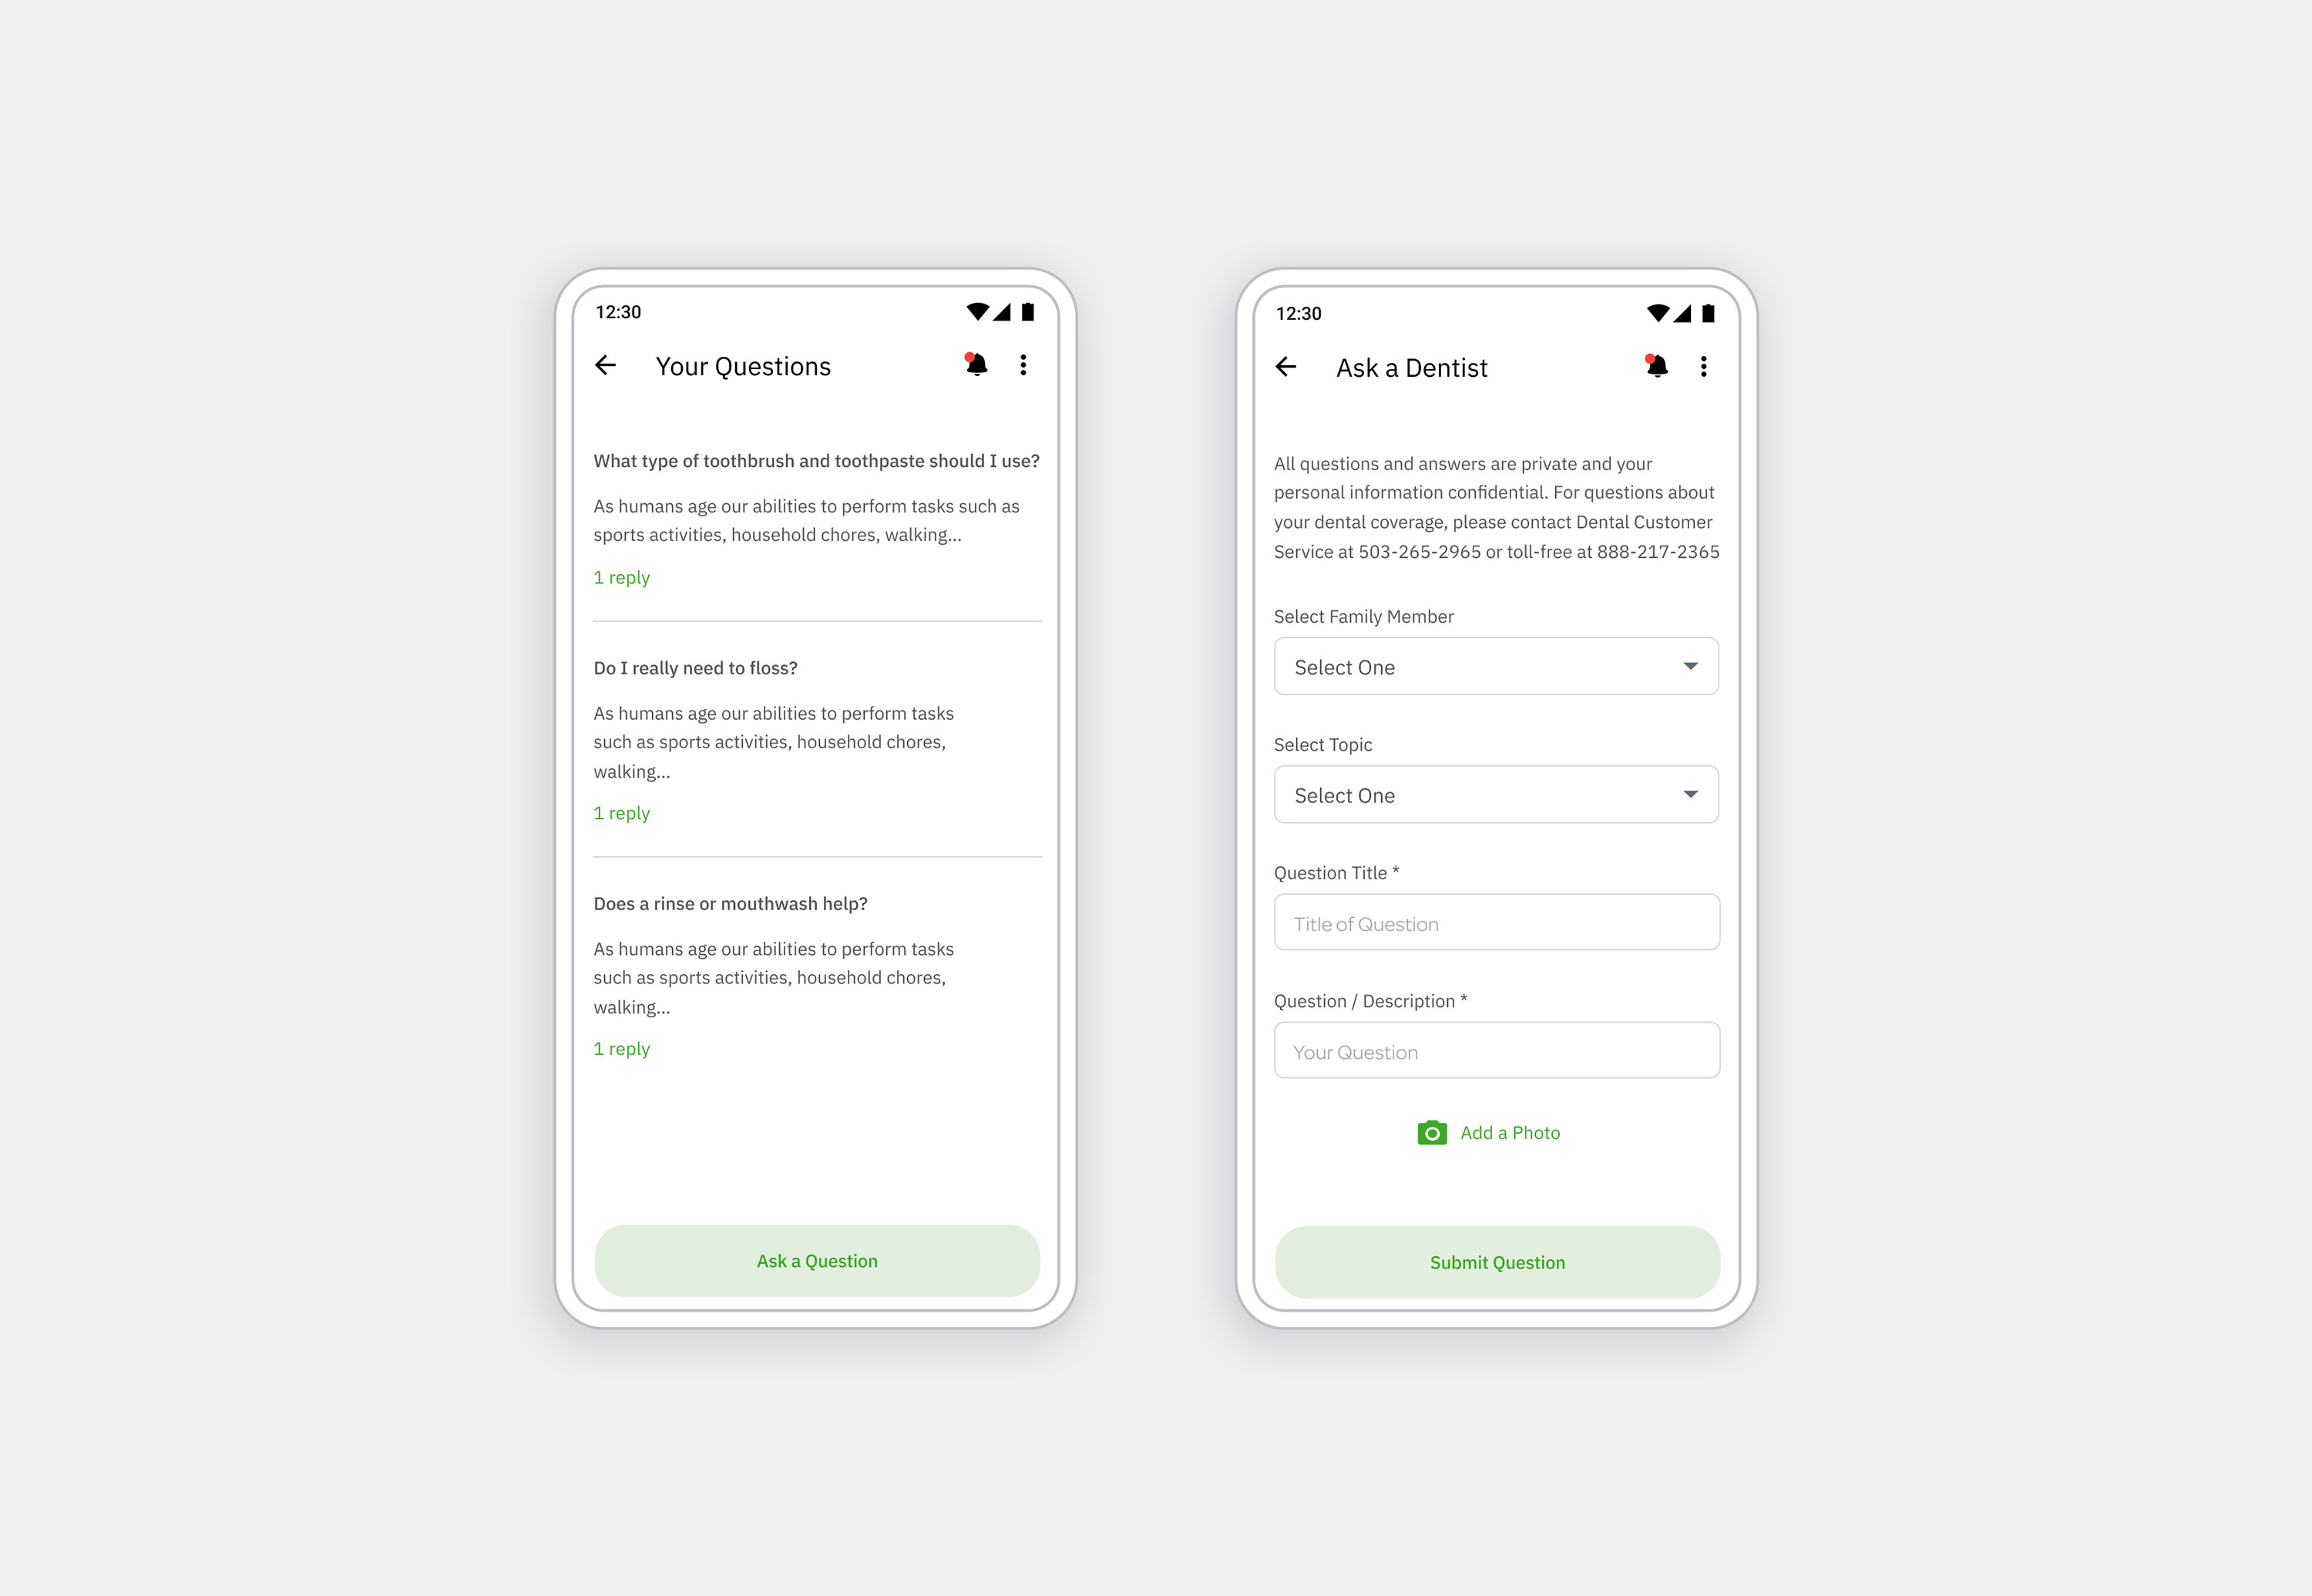 12:30
Your Questions
What type of toothbrush and toothpaste should I use?
As humans age our abilities to perform tasks such as
sports activities, household chores, walking...
1 reply
Do I really need to floss?
As humans age our abilities to perform tasks
such as sports activities, household chores,
walking...
1 reply
Does a rinse or mouthwash help?
As humans age our abilities to perform tasks
such as sports activities, household chores,
walking...
1 reply
Ask a Question
12:30
Ask a Dentist
All questions and answers are private and your
personal information confidential. For questions about
your dental coverage, please contact Dental Customer
Service at 503-265-2965 or toll-free at 888-217-2365
Select Family Member
Select One
Select Topic
Select One
Question Title *
Title of Question
Question / Description *
Your Question
Add a Photo
Submit Question